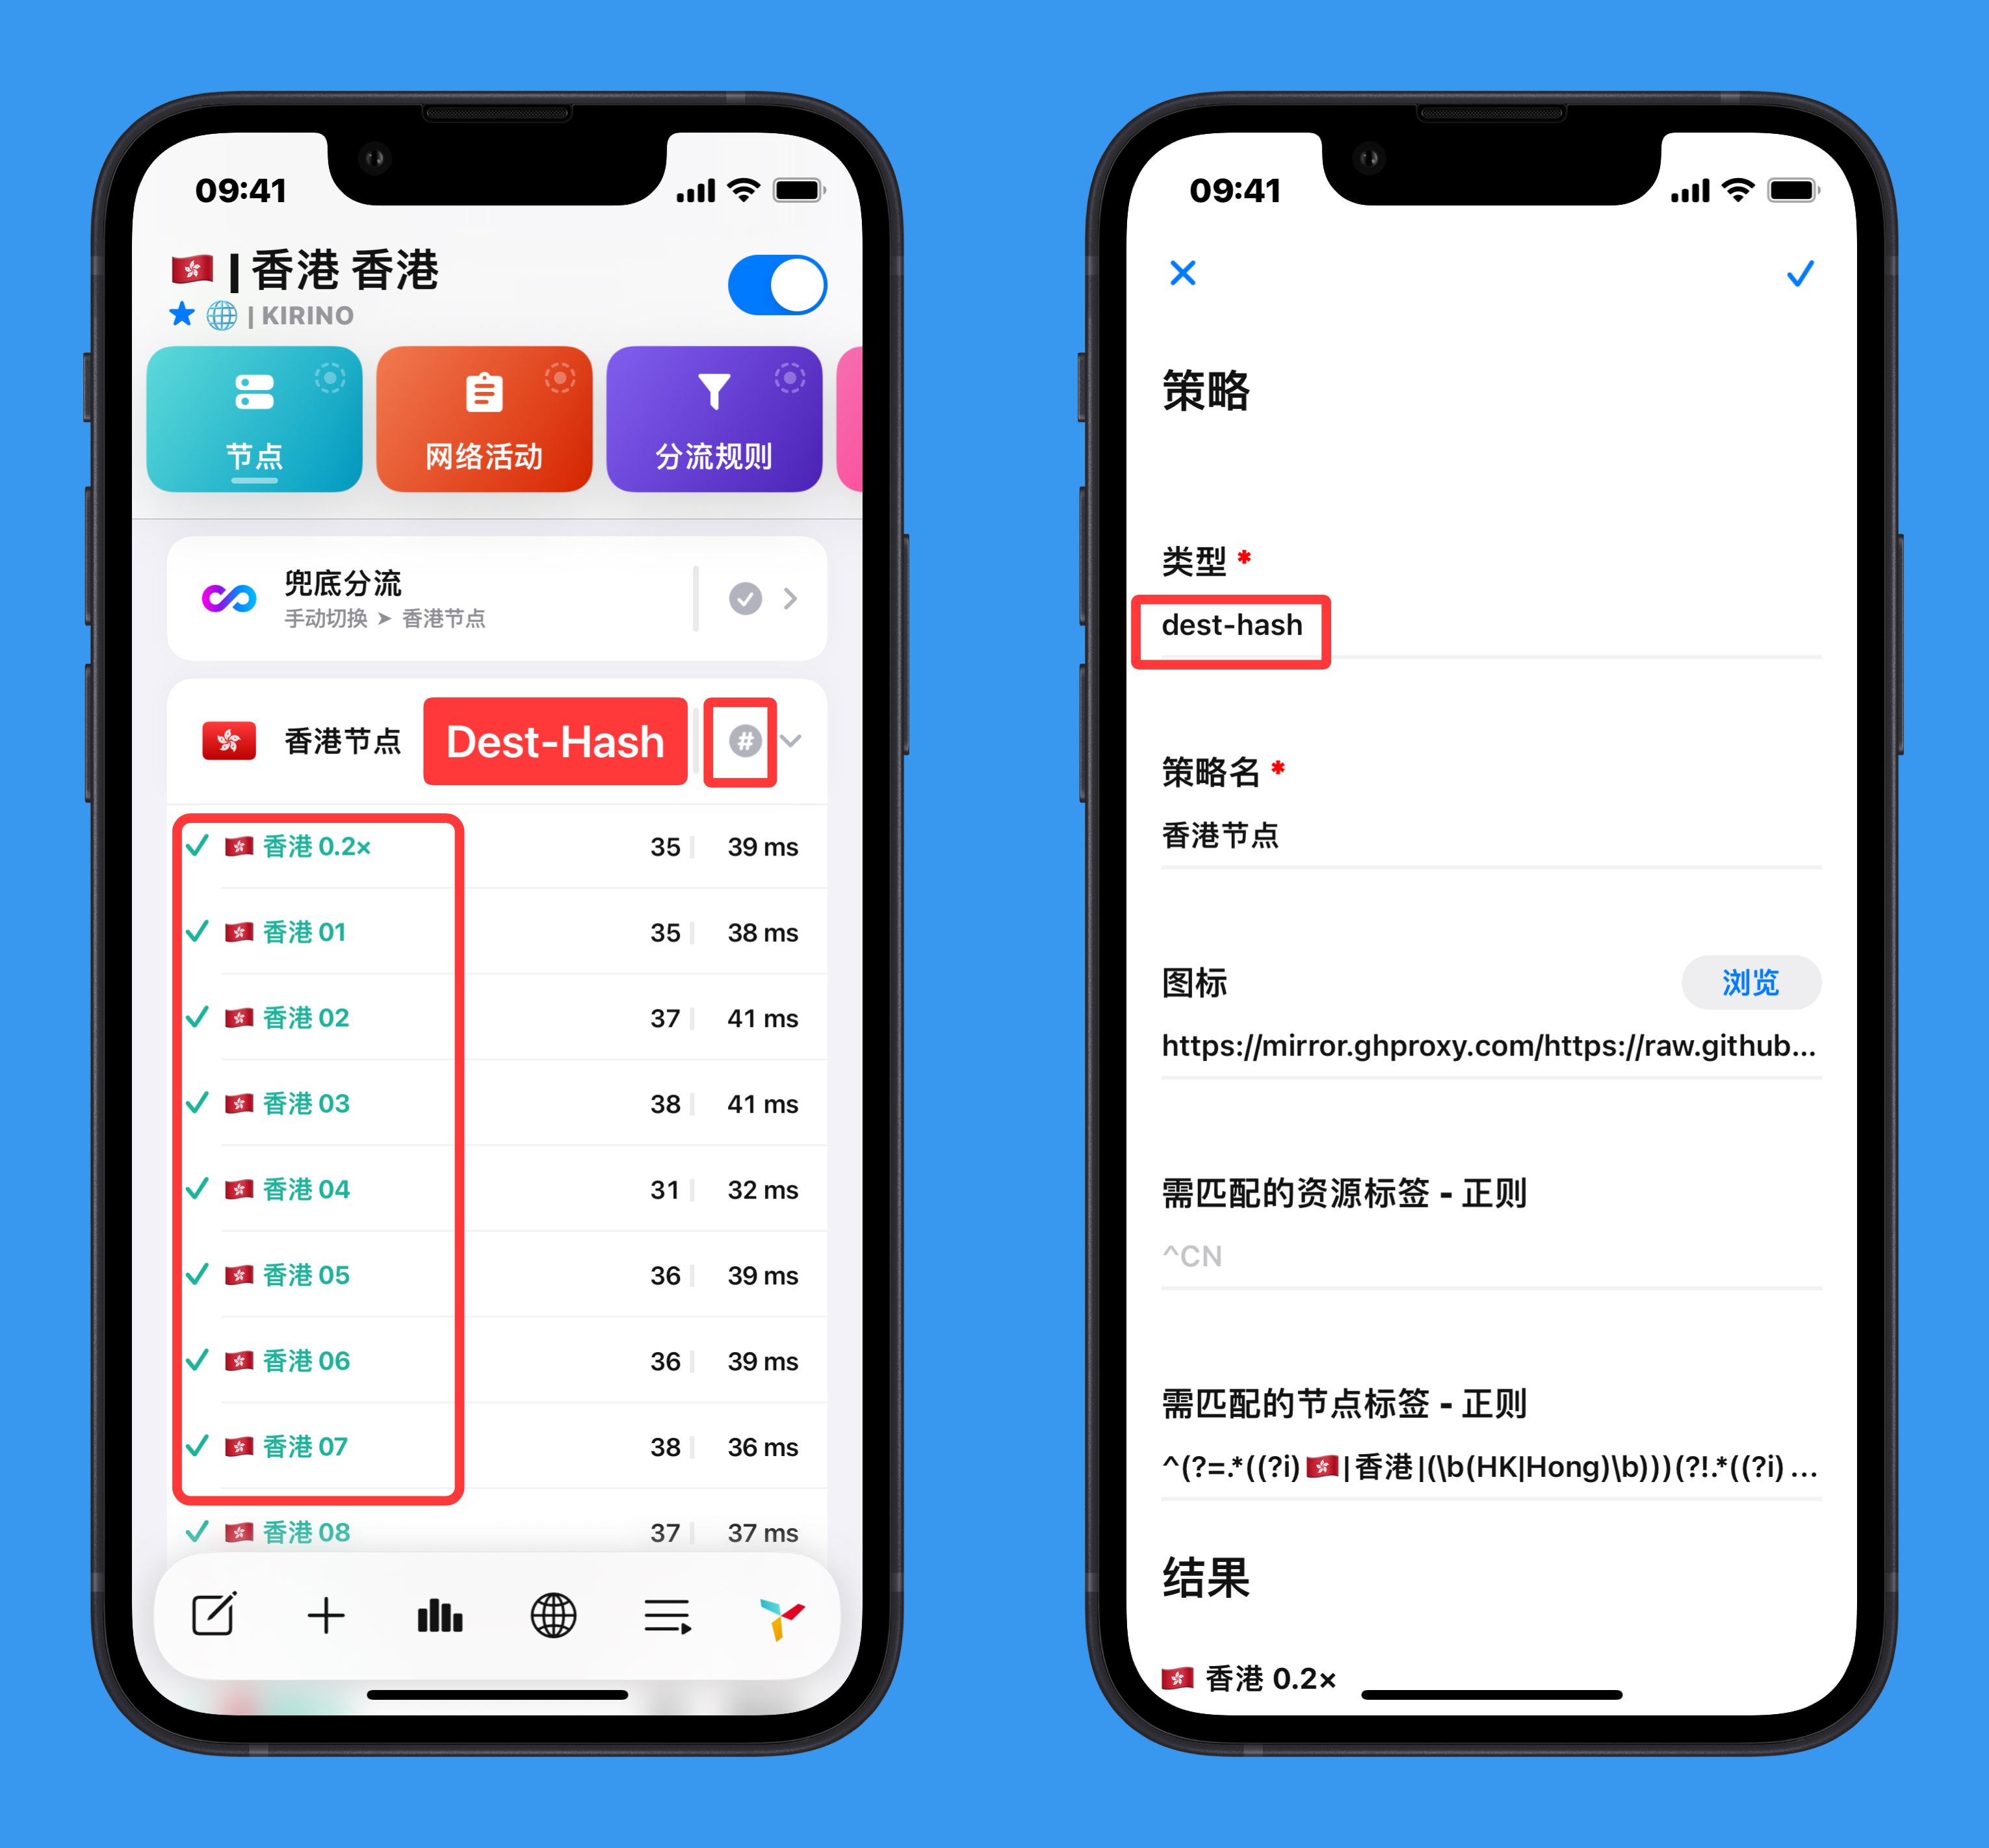 09:41
🇭🇰 | 香港 香港
| KIRINO
节点
网络活动
分流规则
兜底分流
手动切换 ➤ 香港节点
香港节点
Dest-Hash
#
🇭🇰 香港 0.2× 35 39 ms
🇭🇰 香港 01 35 38 ms
🇭🇰 香港 02 37 41 ms
🇭🇰 香港 03 38 41 ms
🇭🇰 香港 04 31 32 ms
🇭🇰 香港 05 36 39 ms
🇭🇰 香港 06 36 39 ms
🇭🇰 香港 07 38 36 ms
🇭🇰 香港 08 37 37 ms
09:41
策略
类型 *
dest-hash
策略名 *
香港节点
图标
浏览
https://mirror.ghproxy.com/https://raw.github...
需匹配的资源标签 - 正则
^CN
需匹配的节点标签 - 正则
^(?=.*((?i)🇭🇰|香港|(\b(HK|Hong)\b)))(?!.*((?i) ...
结果
🇭🇰 香港 0.2×